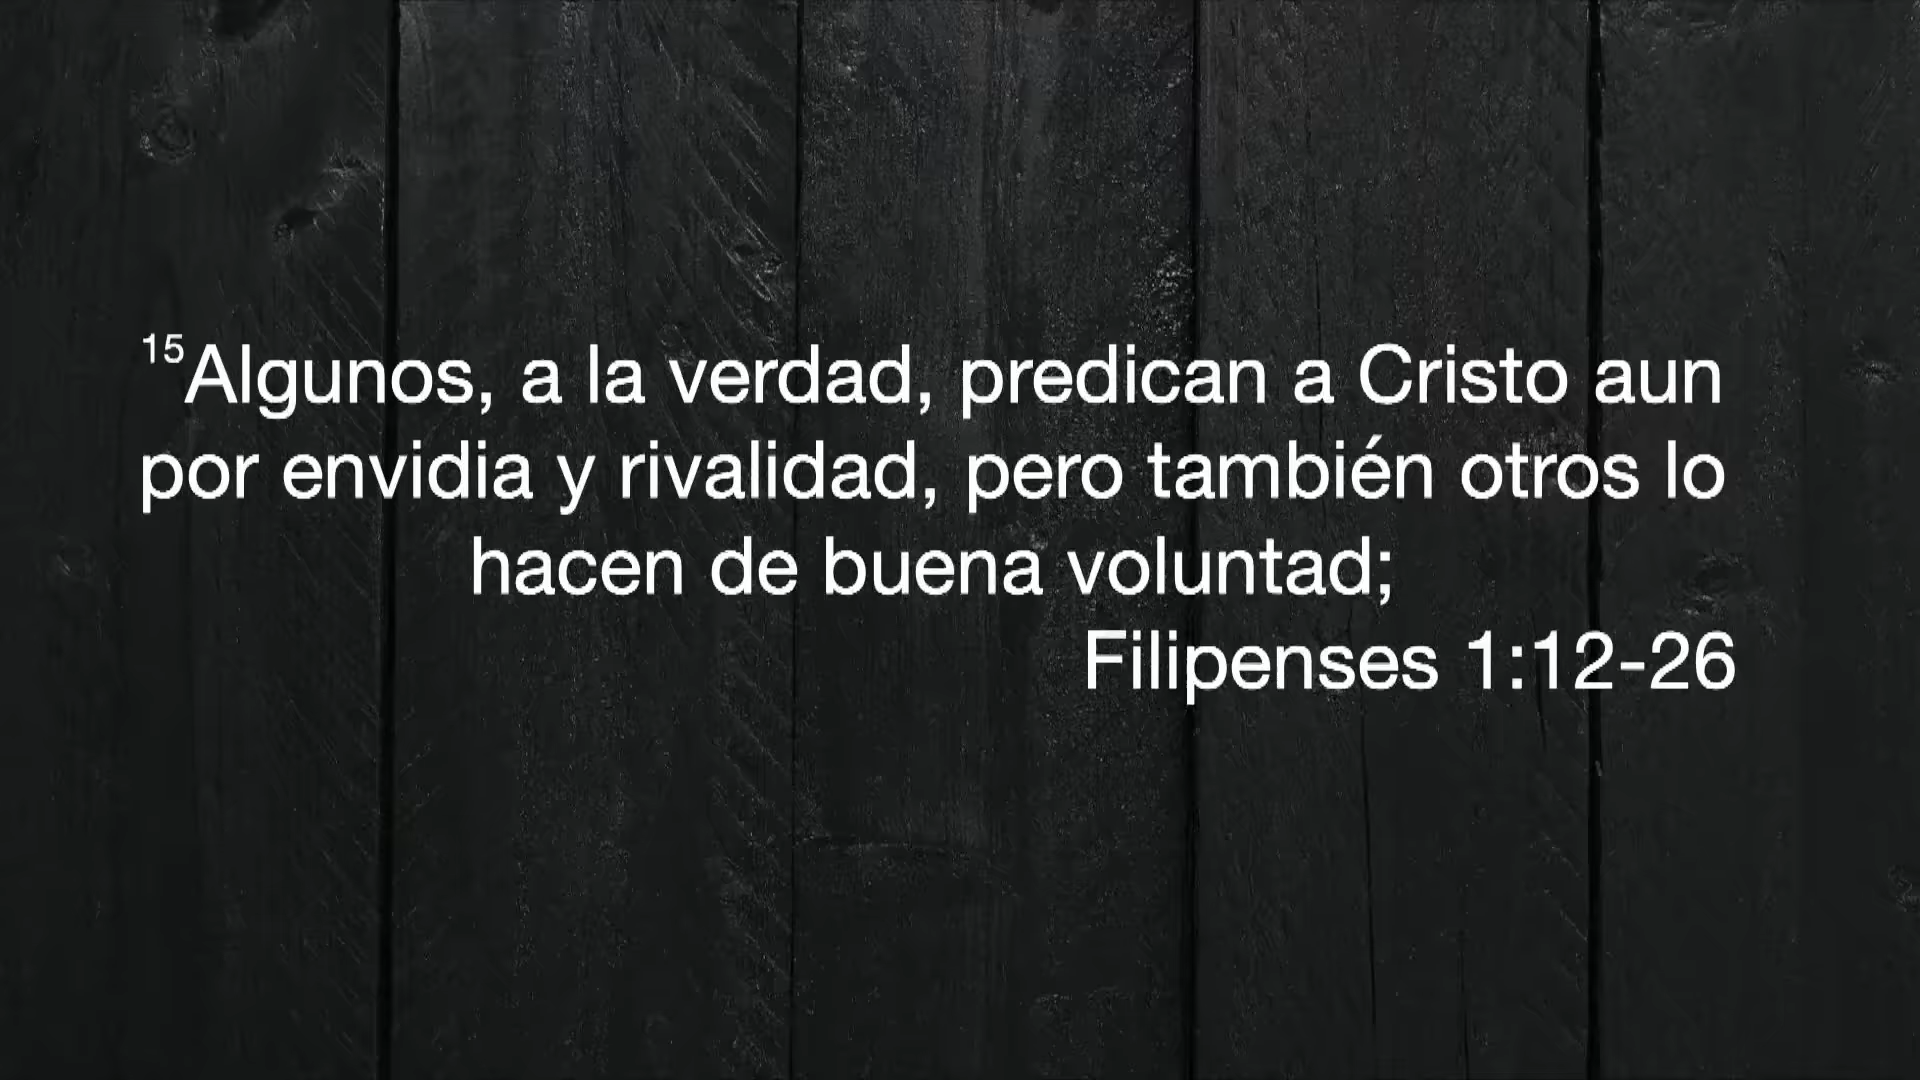 15Algunos, a la verdad, predican a Cristo aun
por envidia y rivalidad, pero también otros lo
hacen de buena voluntad;
Filipenses 1:12-26